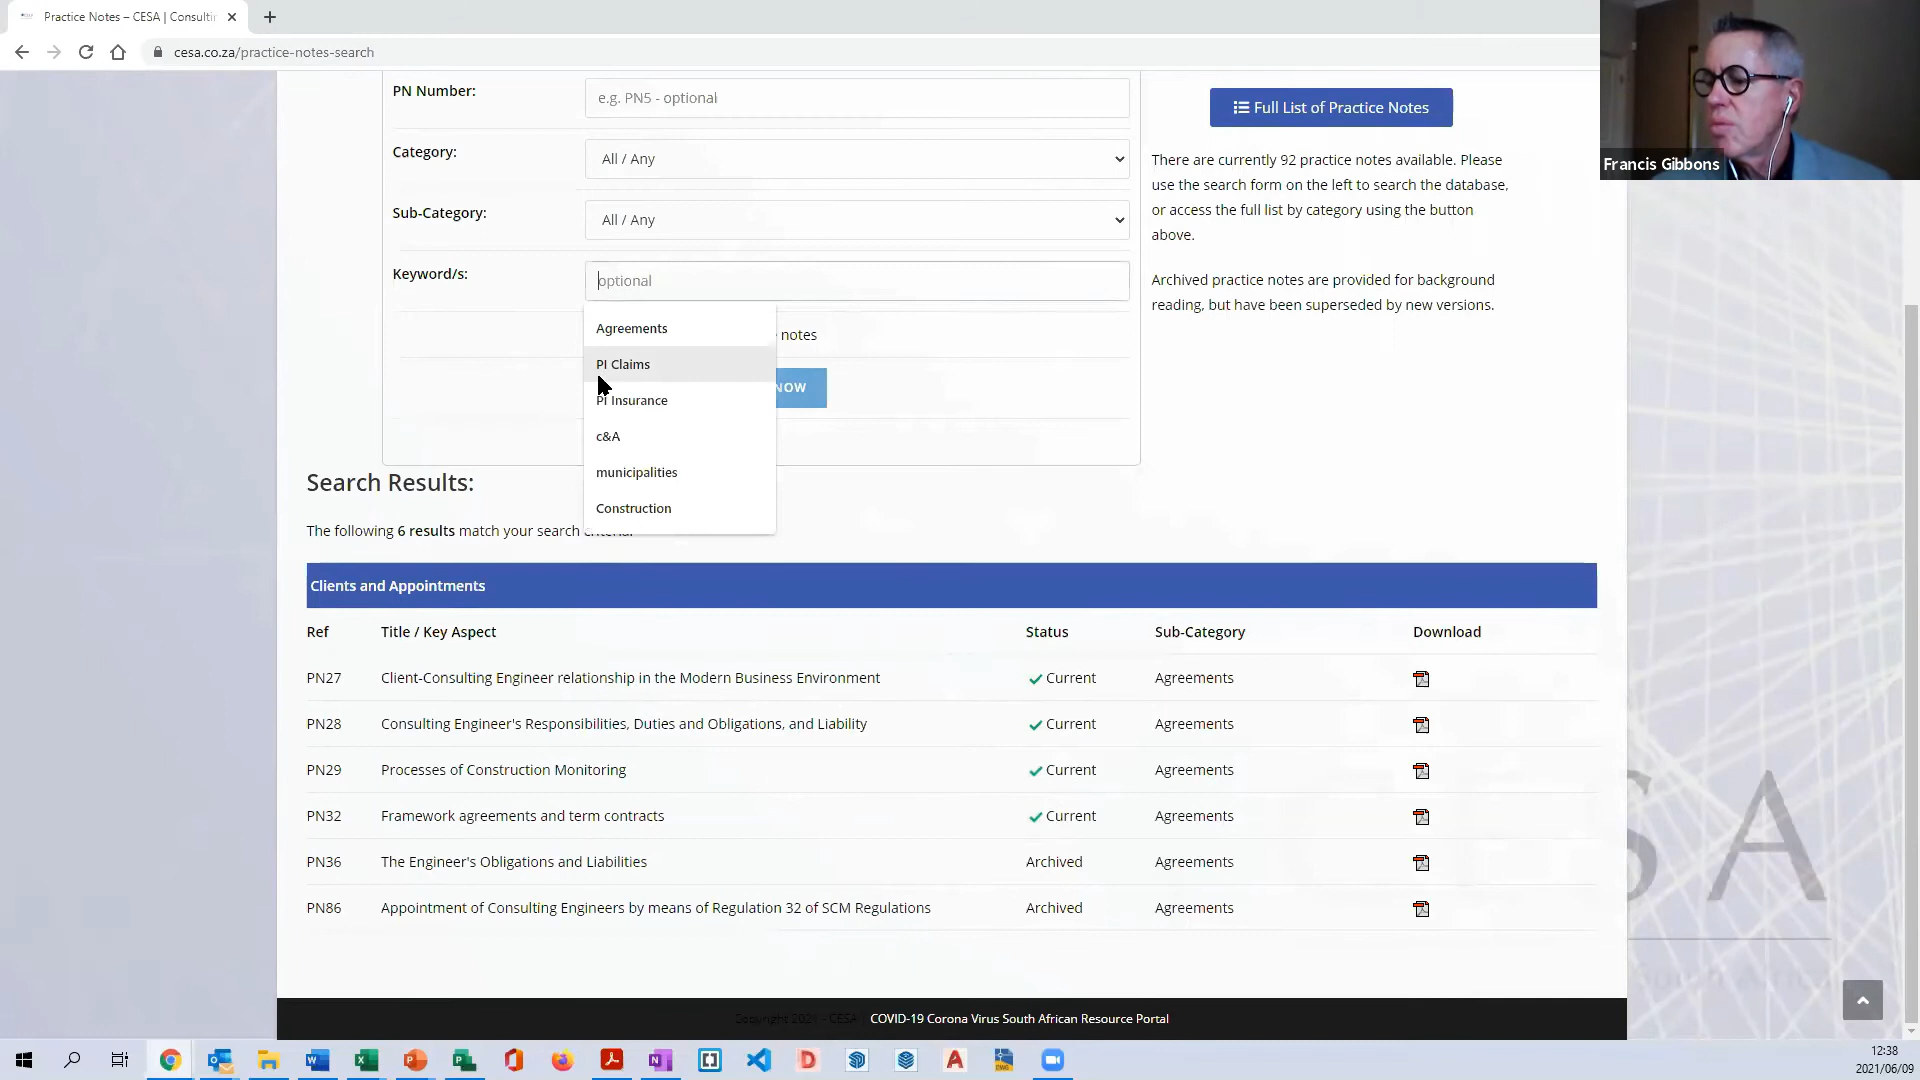 Practice Notes – CESA | Consultin
cesa.co.za/practice-notes-search
Francis Gibbons
PN Number:
e.g. PN5 - optional
Full List of Practice Notes
Category:
All / Any
There are currently 92 practice notes available. Please
use the search form on the left to search the database,
or access the full list by category using the button
above.
Sub-Category:
All / Any
Keyword/s:
optional
Archived practice notes are provided for background
reading, but have been superseded by new versions.
Agreements
notes
PI Claims
NOW
PI Insurance
c&A
municipalities
Construction
Search Results:
The following 6 results match your search criteria.
Clients and Appointments
Ref Title / Key Aspect Status Sub-Category Download
PN27 Client-Consulting Engineer relationship in the Modern Business Environment Current Agreements
PN28 Consulting Engineer's Responsibilities, Duties and Obligations, and Liability Current Agreements
PN29 Processes of Construction Monitoring Current Agreements
PN32 Framework agreements and term contracts Current Agreements
PN36 The Engineer's Obligations and Liabilities Archived Agreements
PN86 Appointment of Consulting Engineers by means of Regulation 32 of SCM Regulations Archived Agreements
S A
Copyright 2021 – CESA | COVID-19 Corona Virus South African Resource Portal
12:38
2021/06/09